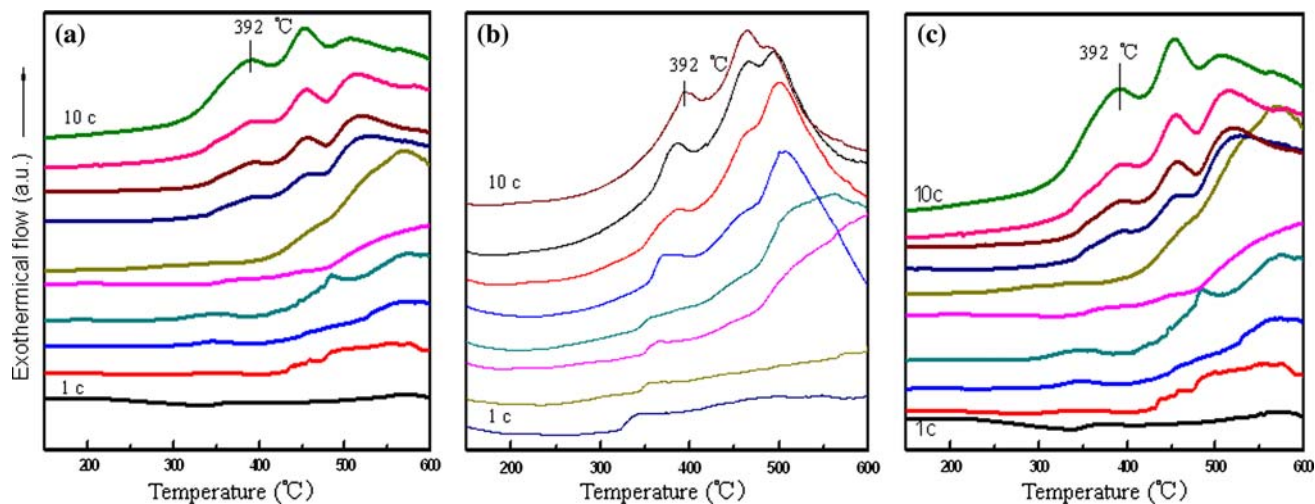 (a)
392 ℃
10 c
1 c
Exothermical flow (a.u.)
200 300 400 500 600
Temperature (℃)
(b)
392 ℃
10 c
1 c
200 300 400 500 600
Temperature (℃)
(c)
392 ℃
10c
1c
200 300 400 500 600
Temperature (℃)